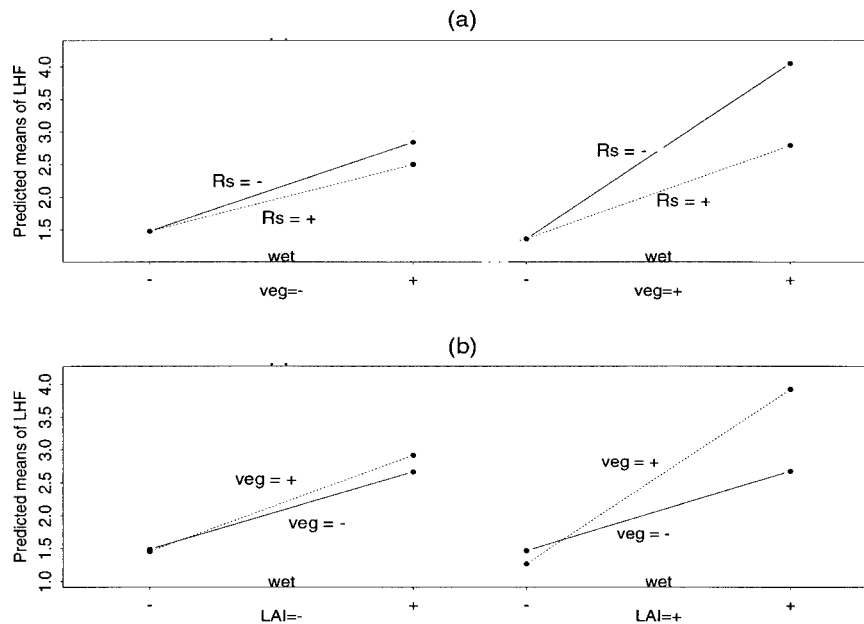 (a)
Predicted means of LHF
4.0
3.5
3.0
2.5
2.0
1.5
Rs = -
Rs = +
Rs = -
Rs = +
wet
wet
- + - +
veg=- veg=+
(b)
Predicted means of LHF
4.0
3.5
3.0
2.5
2.0
1.5
1.0
veg = +
veg = -
veg = +
veg = -
wet
wet
- + - +
LAI=- LAI=+